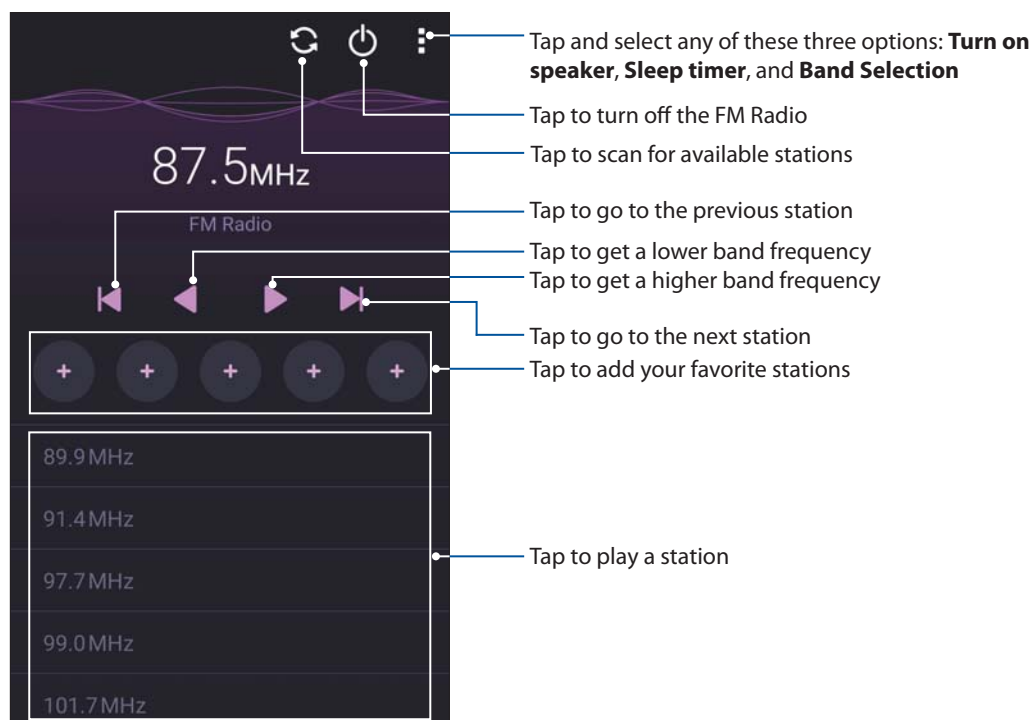 Tap and select any of these three options: Turn on
speaker, Sleep timer, and Band Selection
Tap to turn off the FM Radio
Tap to scan for available stations
87.5MHz
FM Radio
Tap to go to the previous station
Tap to get a lower band frequency
Tap to get a higher band frequency
Tap to go to the next station
Tap to add your favorite stations
+ + + + +
89.9MHz
91.4MHz
97.7MHz
99.0MHz
101.7MHz
Tap to play a station